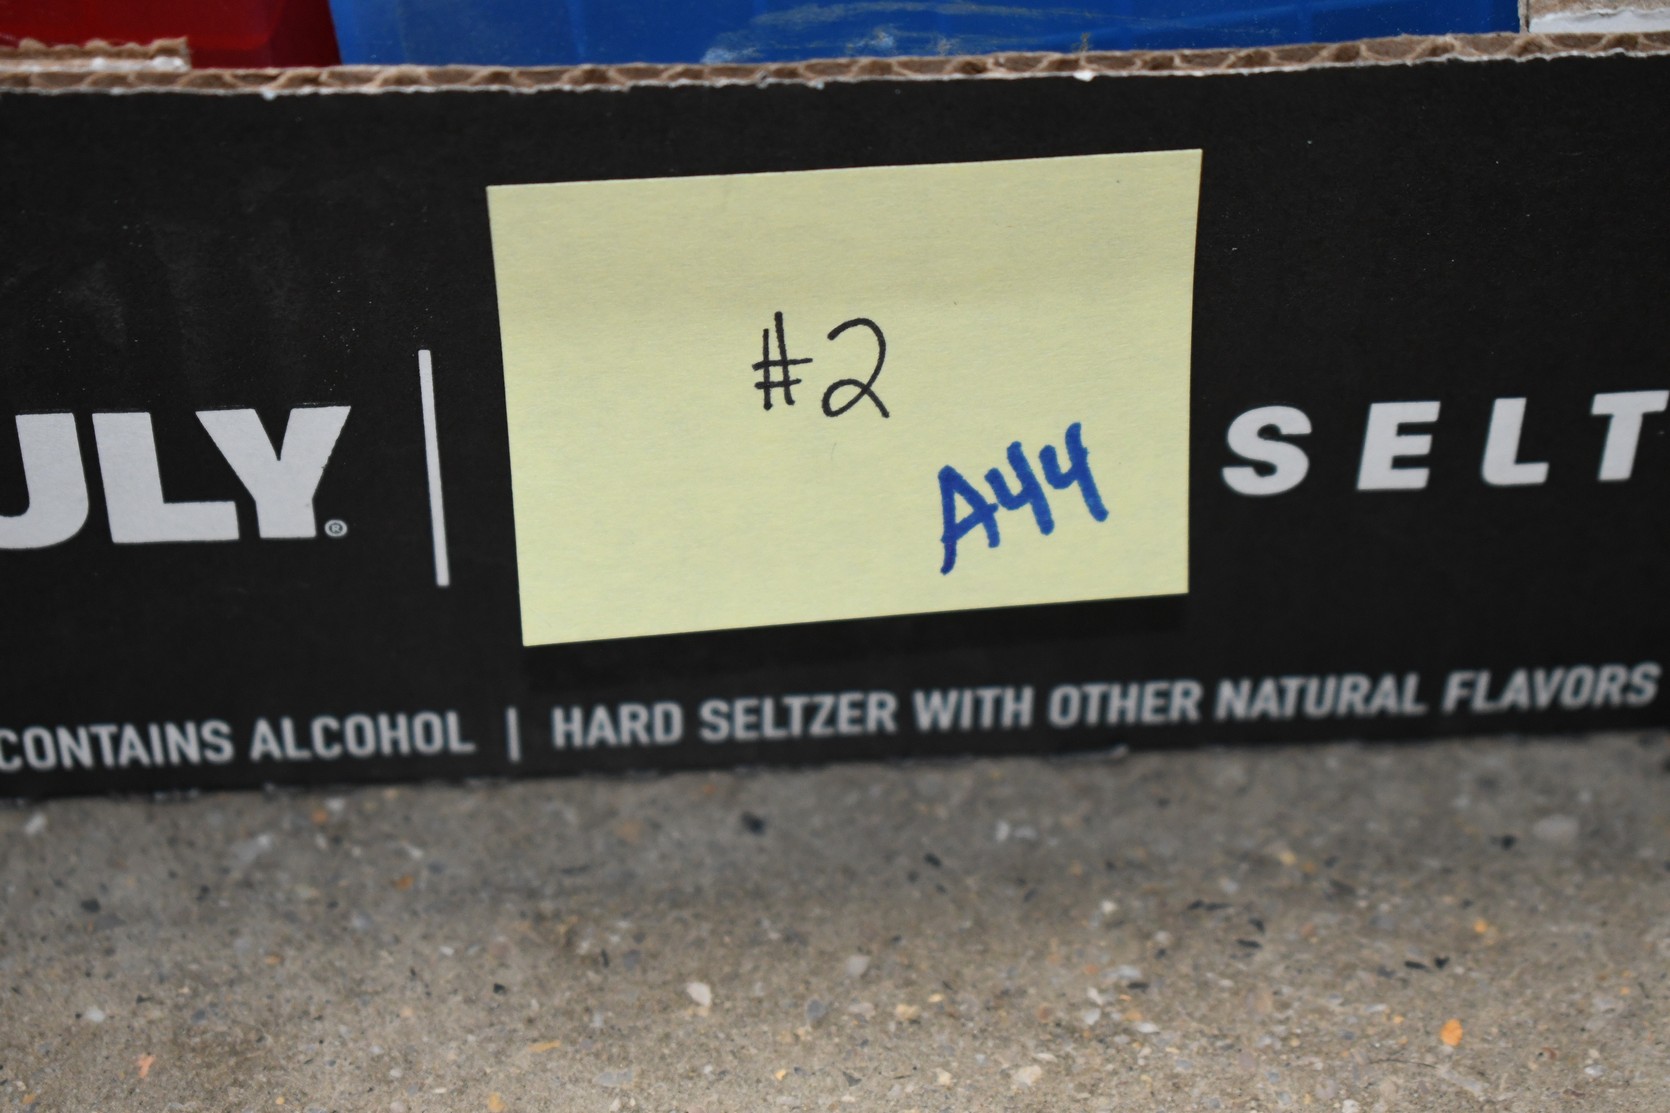 #2
A44
ULY® | SELT
CONTAINS ALCOHOL | HARD SELTZER WITH OTHER NATURAL FLAVORS